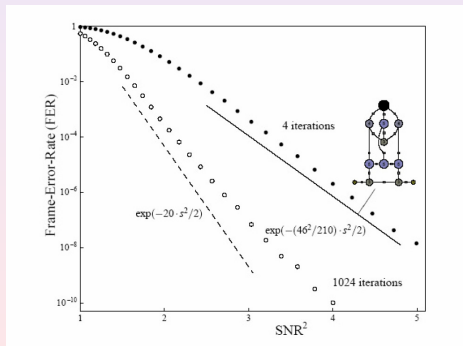 1
10^{-2}
10^{-4}
10^{-6}
10^{-8}
10^{-10}
Frame-Error-Rate (FER)
4 iterations
exp(−20·s²/2)
exp(−(46²/210)·s²/2)
1024 iterations
1 2 3 4 5
SNR²